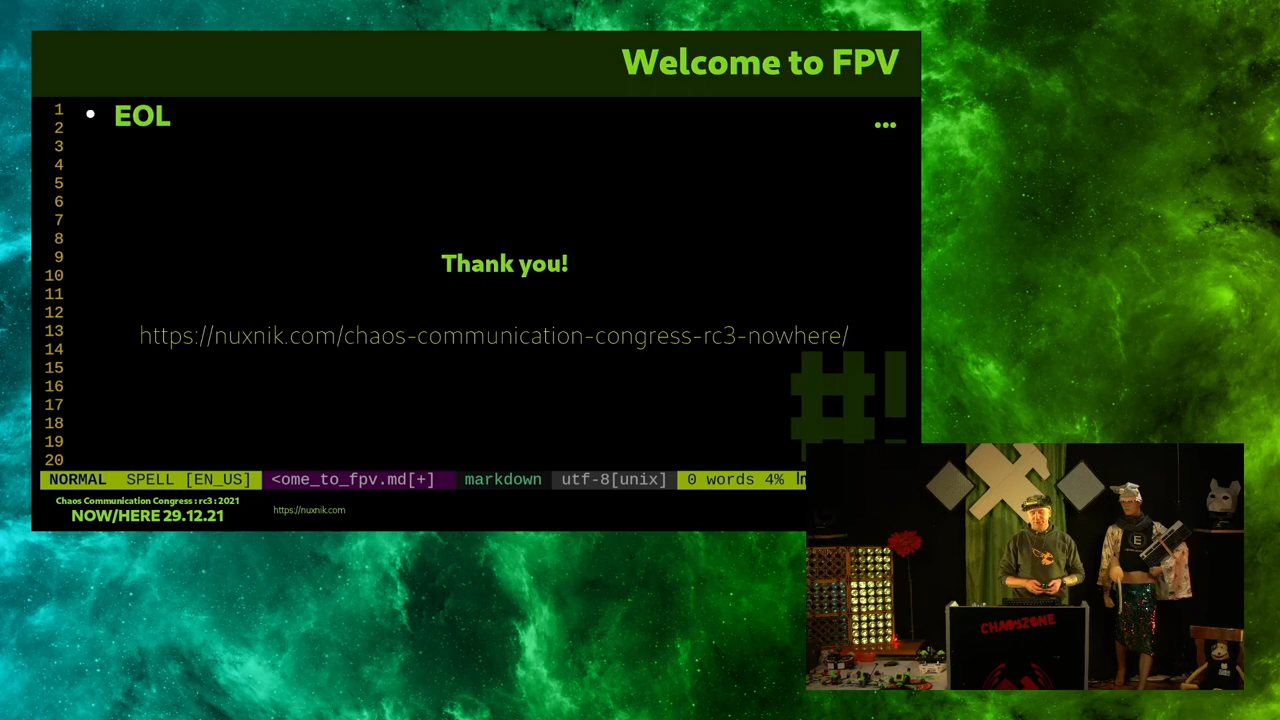 Welcome to FPV
1
2
3
4
5
6
7
8
9
10
11
12
13
14
15
16
17
18
19
20
• EOL
...
Thank you!
https://nuxnik.com/chaos-communication-congress-rc3-nowhere/
#!
NORMAL SPELL [EN_US] <ome_to_fpv.md[+] markdown utf-8[unix] 0 words 4% ln
Chaos Communication Congress : rc3 : 2021
NOW/HERE 29.12.21
https://nuxnik.com
E
CHAOSZONE